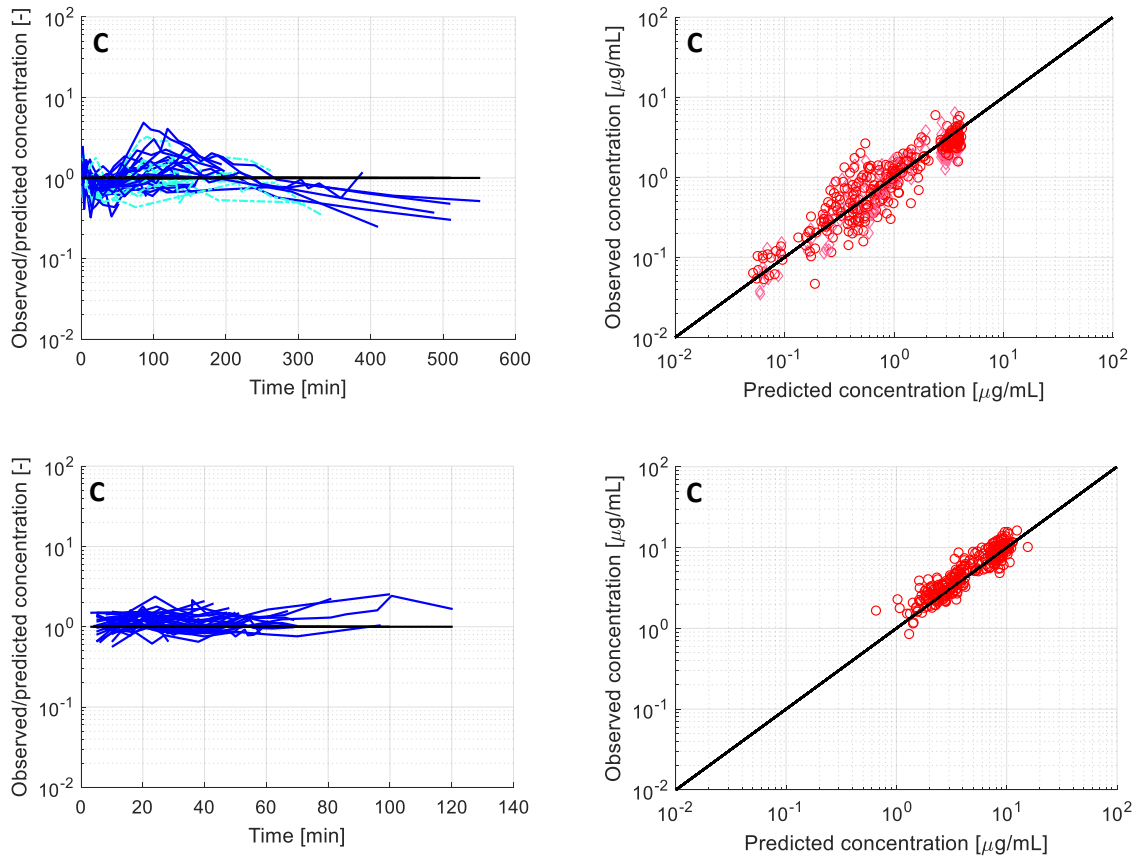 Observed/predicted concentration [-]
C
10^2
10^1
10^0
10^-1
10^-2
0 100 200 300 400 500 600
Time [min]
Observed concentration [µg/mL]
C
10^2
10^1
10^0
10^-1
10^-2
10^-2 10^-1 10^0 10^1 10^2
Predicted concentration [µg/mL]
Observed/predicted concentration [-]
C
10^2
10^1
10^0
10^-1
10^-2
0 20 40 60 80 100 120 140
Time [min]
Observed concentration [µg/mL]
C
10^2
10^1
10^0
10^-1
10^-2
10^-2 10^-1 10^0 10^1 10^2
Predicted concentration [µg/mL]